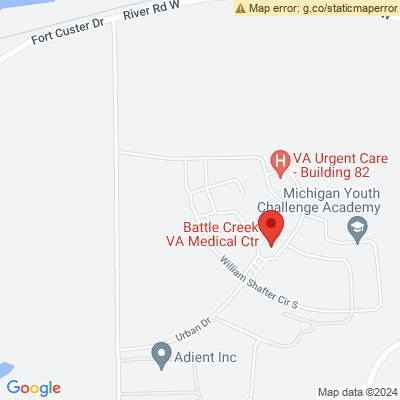 Map error: g.co/staticmaperror
River Rd W
Fort Custer Dr
W
VA Urgent Care
- Building 82
Michigan Youth
Challenge Academy
Battle Creek
VA Medical Ctr
William Shafter Cir S
Urban Dr
Adient Inc
Google
Map data ©2024